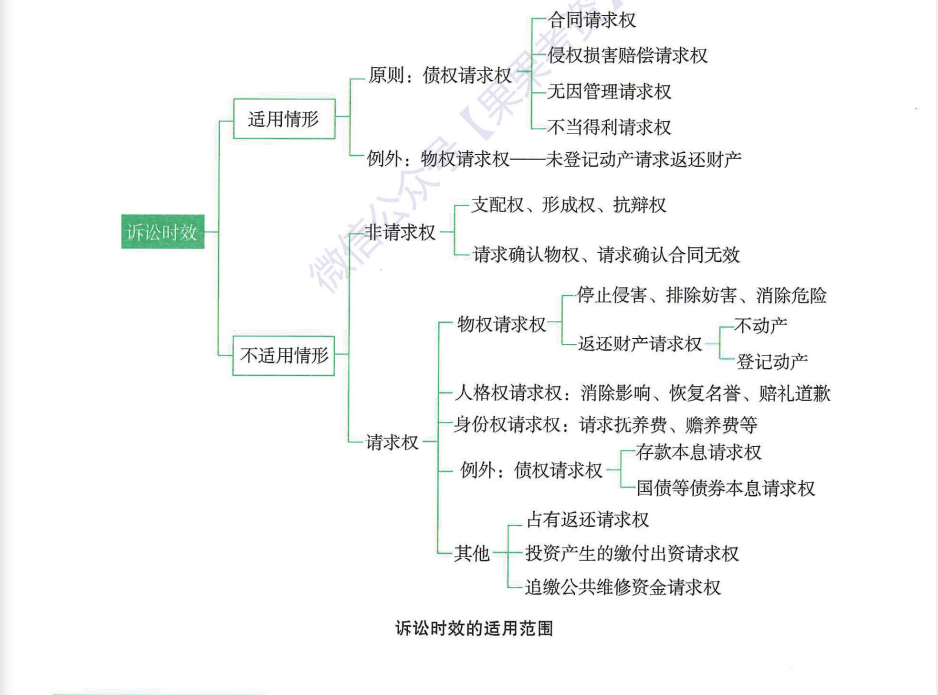 诉讼时效
适用情形
原则：债权请求权
合同请求权
侵权损害赔偿请求权
无因管理请求权
不当得利请求权
例外：物权请求权——未登记动产请求返还财产
不适用情形
非请求权
支配权、形成权、抗辩权
请求确认物权、请求确认合同无效
请求权
物权请求权
停止侵害、排除妨害、消除危险
返还财产请求权
不动产
登记动产
人格权请求权：消除影响、恢复名誉、赔礼道歉
身份权请求权：请求抚养费、赡养费等
例外：债权请求权
存款本息请求权
国债等债券本息请求权
其他
占有返还请求权
投资产生的缴付出资请求权
追缴公共维修资金请求权
诉讼时效的适用范围
微信公众号【果果考资】